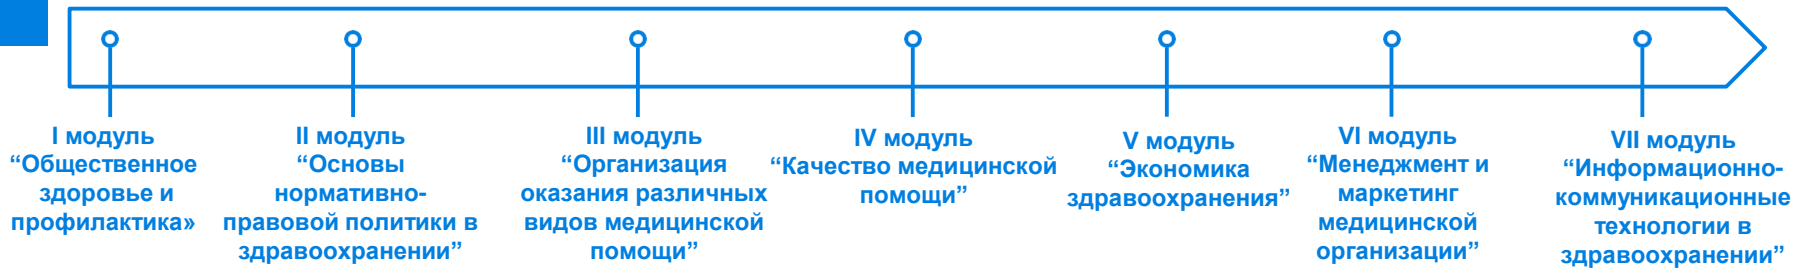 I модуль
“Общественное
здоровье и
профилактика»
II модуль
“Основы
нормативно-
правовой политики в
здравоохранении”
III модуль
“Организация
оказания различных
видов медицинской
помощи”
IV модуль
“Качество медицинской
помощи”
V модуль
“Экономика
здравоохранения”
VI модуль
“Менеджмент и
маркетинг
медицинской
организации”
VII модуль
“Информационно-
коммуникационные
технологии в
здравоохранении”